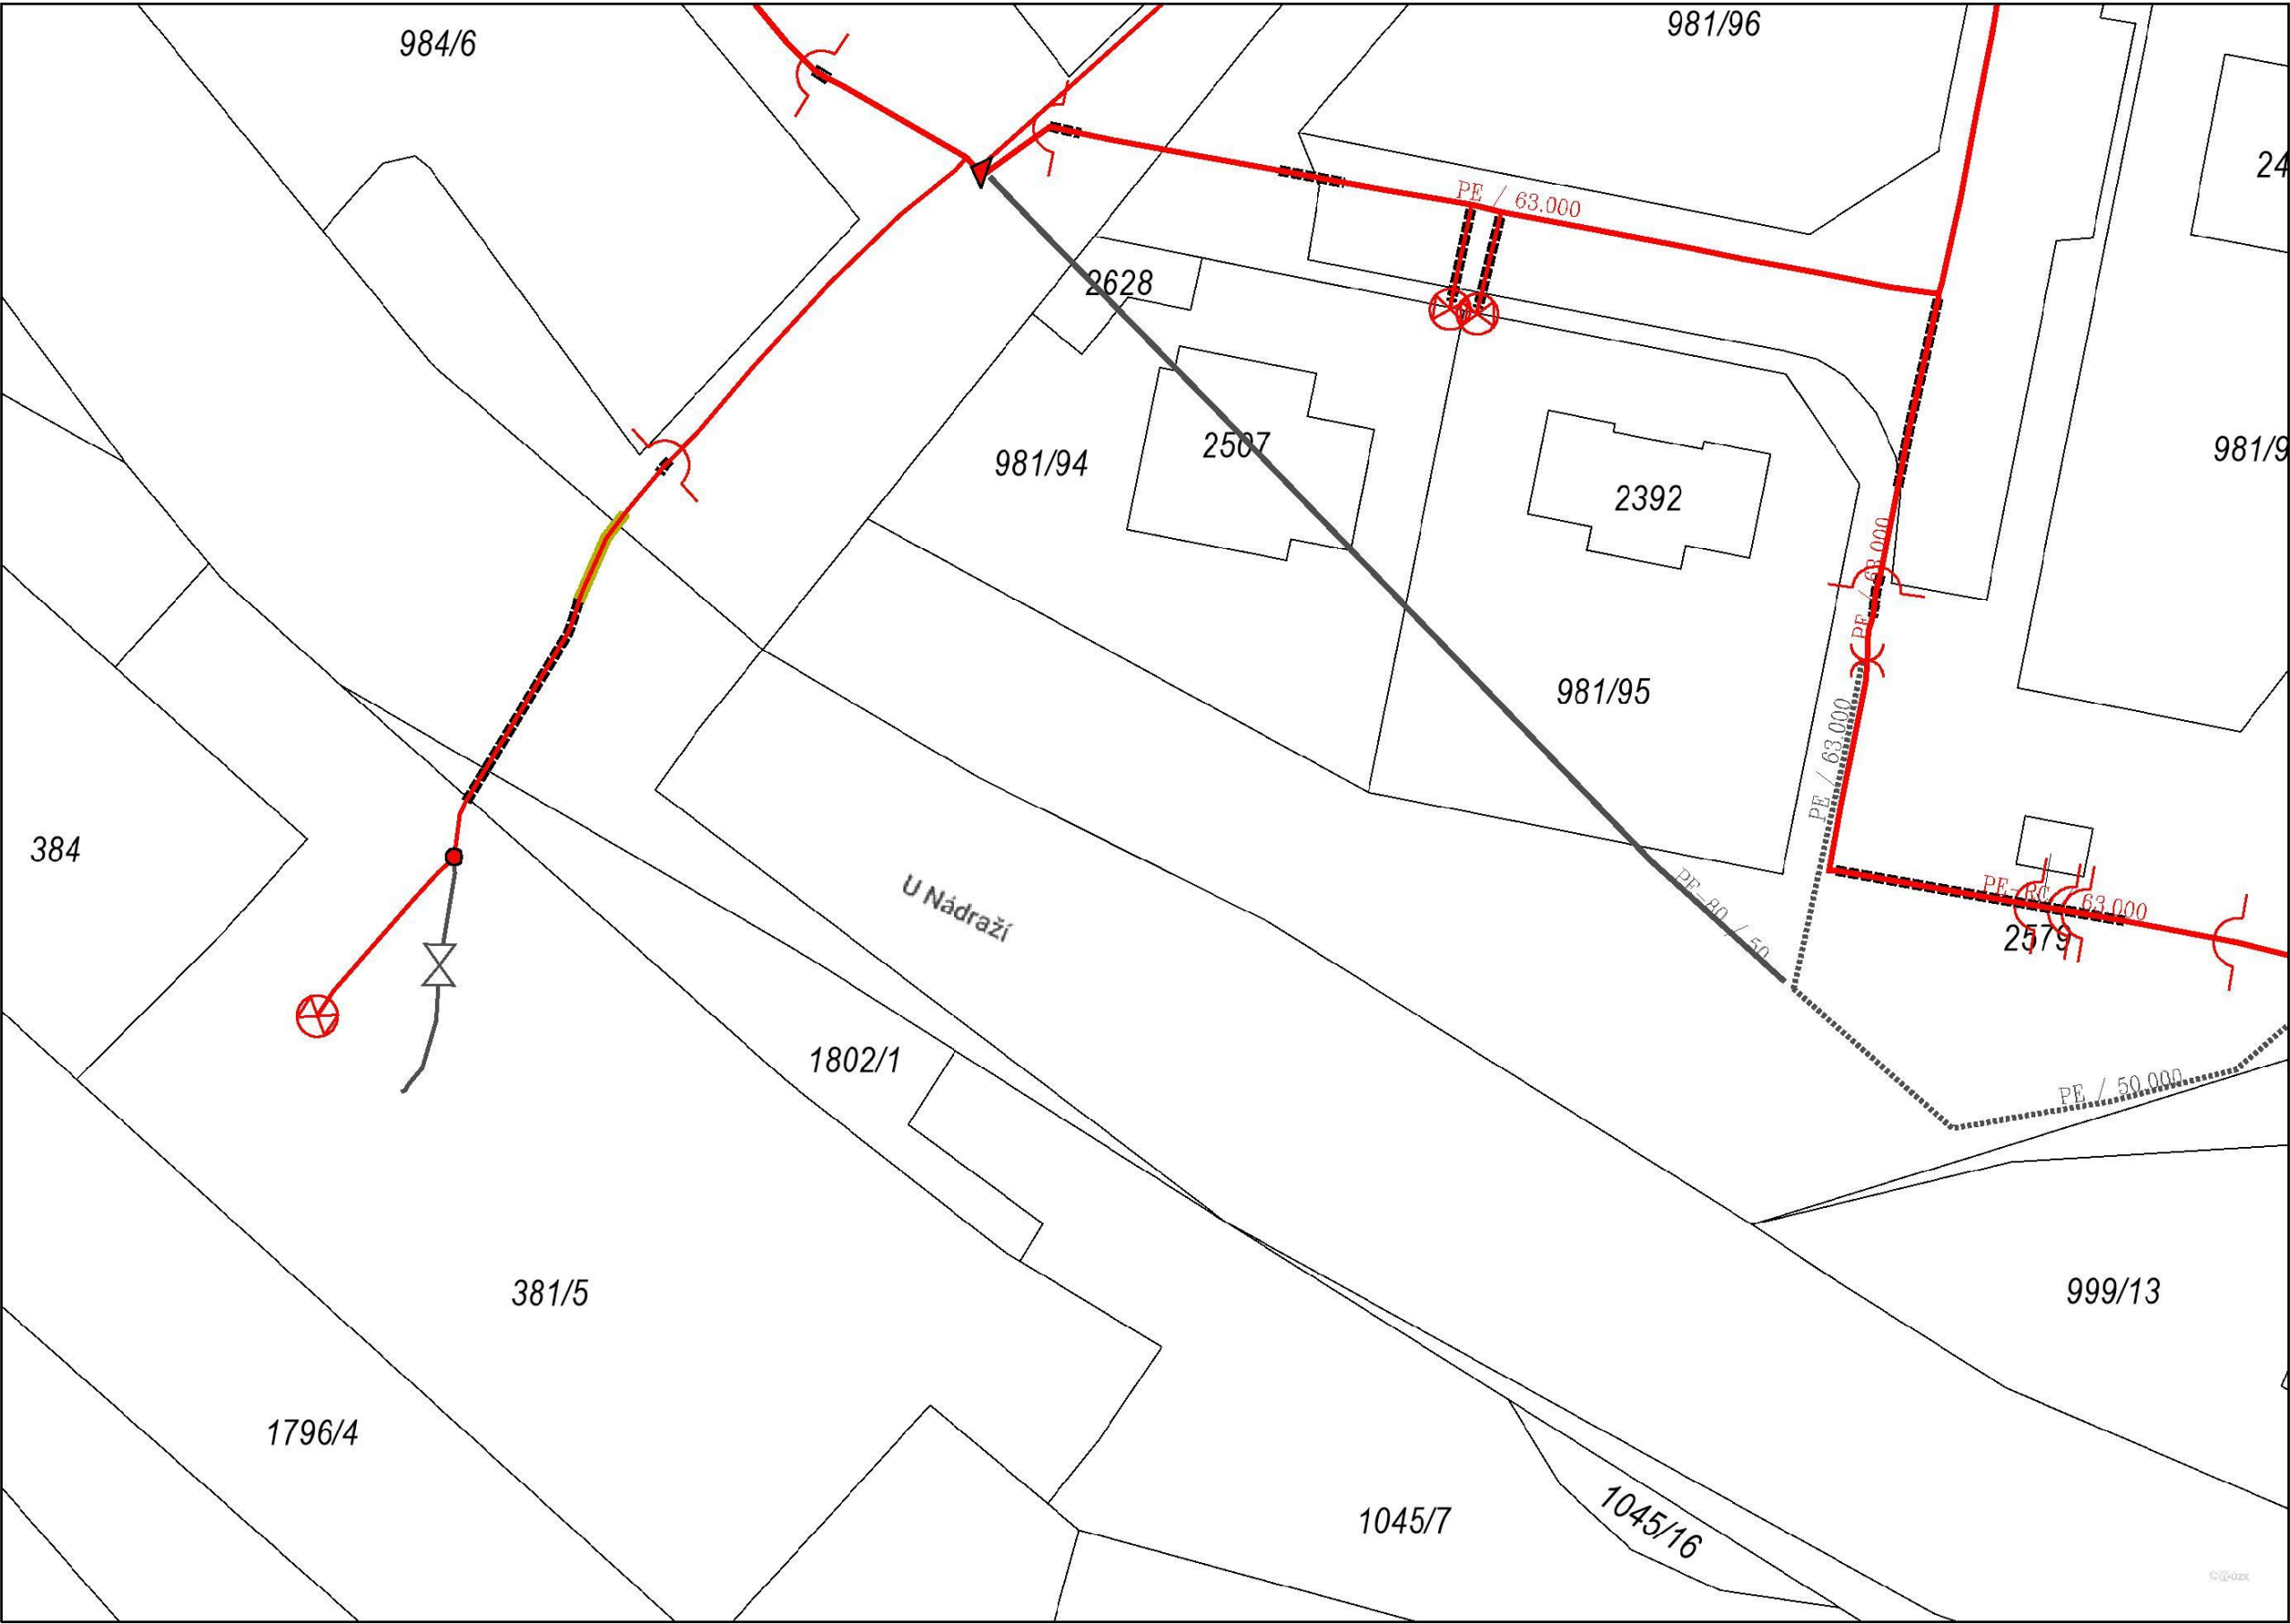 984/6
981/96
24
PE / 63.000
2628
2507
981/94
981/9
2392
PE / 63.000
981/95
PE / 63.000
384
PE-80 / 50
PE-RC / 63.000
U Nádraží
2579
1802/1
PE / 50.000
381/5
999/13
1796/4
1045/7
1045/16